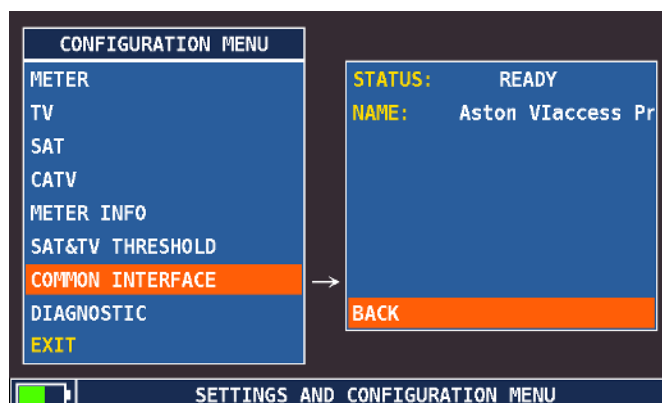 CONFIGURATION MENU
METER
TV
SAT
CATV
METER INFO
SAT&TV THRESHOLD
COMMON INTERFACE
DIAGNOSTIC
EXIT
STATUS: READY
NAME: Aston VIaccess Pr
BACK
SETTINGS AND CONFIGURATION MENU